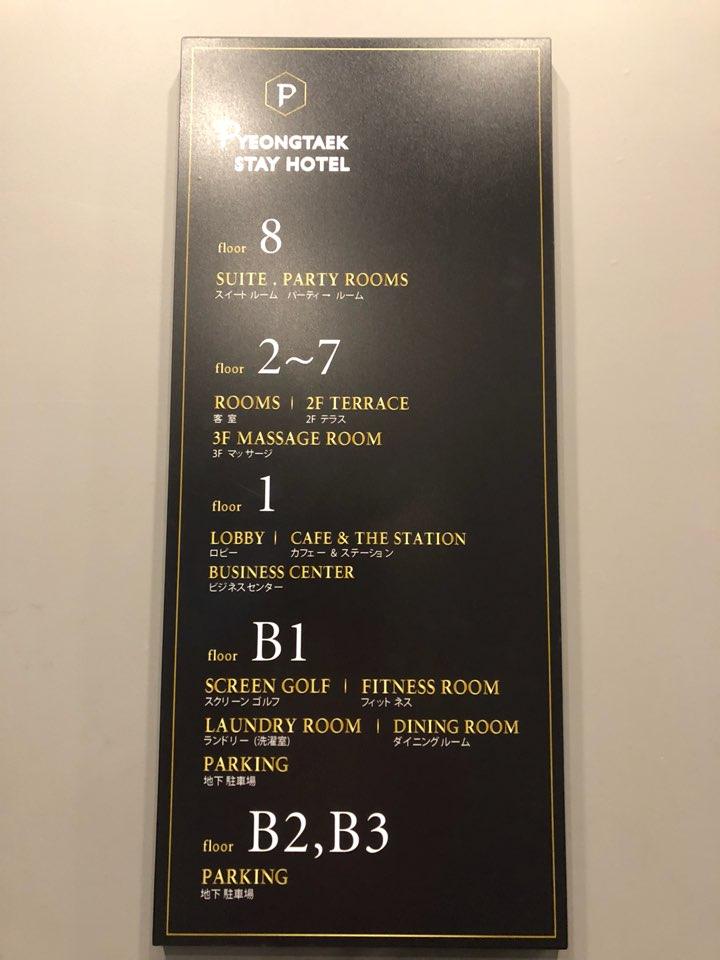 P
PYEONGTAEK
STAY HOTEL
floor 8
SUITE . PARTY ROOMS
スイート ルーム パーティー ルーム
floor 2~7
ROOMS | 2F TERRACE
客 室 2F テラス
3F MASSAGE ROOM
3F マッサージ
floor 1
LOBBY | CAFE & THE STATION
ロビー カフェー & ステーション
BUSINESS CENTER
ビジネスセンター
floor B1
SCREEN GOLF | FITNESS ROOM
スクリーン ゴルフ フィット ネス
LAUNDRY ROOM | DINING ROOM
ランドリー (洗濯室) ダイニング ルーム
PARKING
地下 駐車場
floor B2,B3
PARKING
地下 駐車場